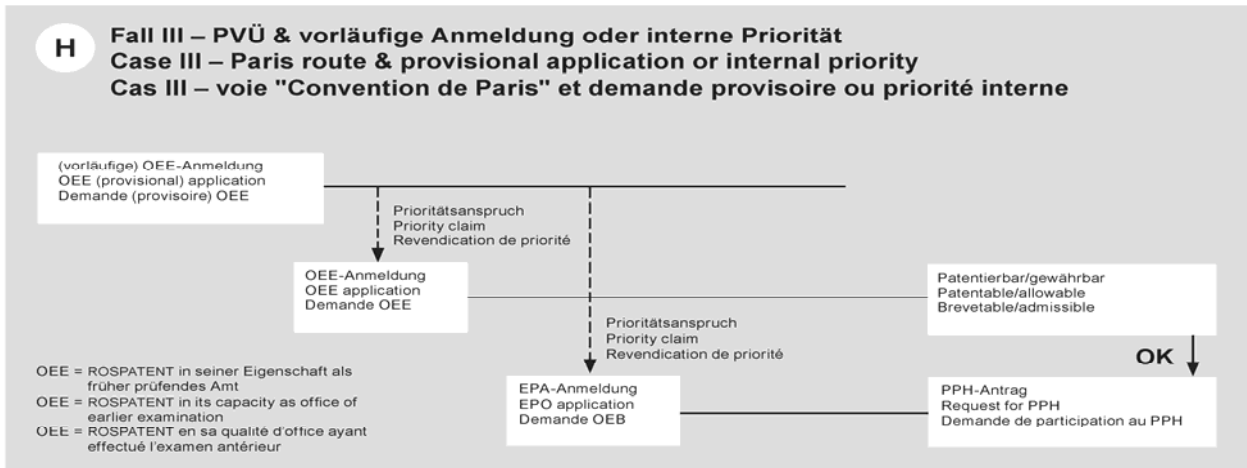 H
Fall III – PVÜ & vorläufige Anmeldung oder interne Priorität
Case III – Paris route & provisional application or internal priority
Cas III – voie "Convention de Paris" et demande provisoire ou priorité interne
(vorläufige) OEE-Anmeldung
OEE (provisional) application
Demande (provisoire) OEE
Prioritätsanspruch
Priority claim
Revendication de priorité
OEE-Anmeldung
OEE application
Demande OEE
Patentierbar/gewährbar
Patentable/allowable
Brevetable/admissible
Prioritätsanspruch
Priority claim
Revendication de priorité
OK
OEE = ROSPATENT in seiner Eigenschaft als
früher prüfendes Amt
OEE = ROSPATENT in its capacity as office of
earlier examination
OEE = ROSPATENT en sa qualité d'office ayant
effectué l'examen antérieur
EPA-Anmeldung
EPO application
Demande OEB
PPH-Antrag
Request for PPH
Demande de participation au PPH